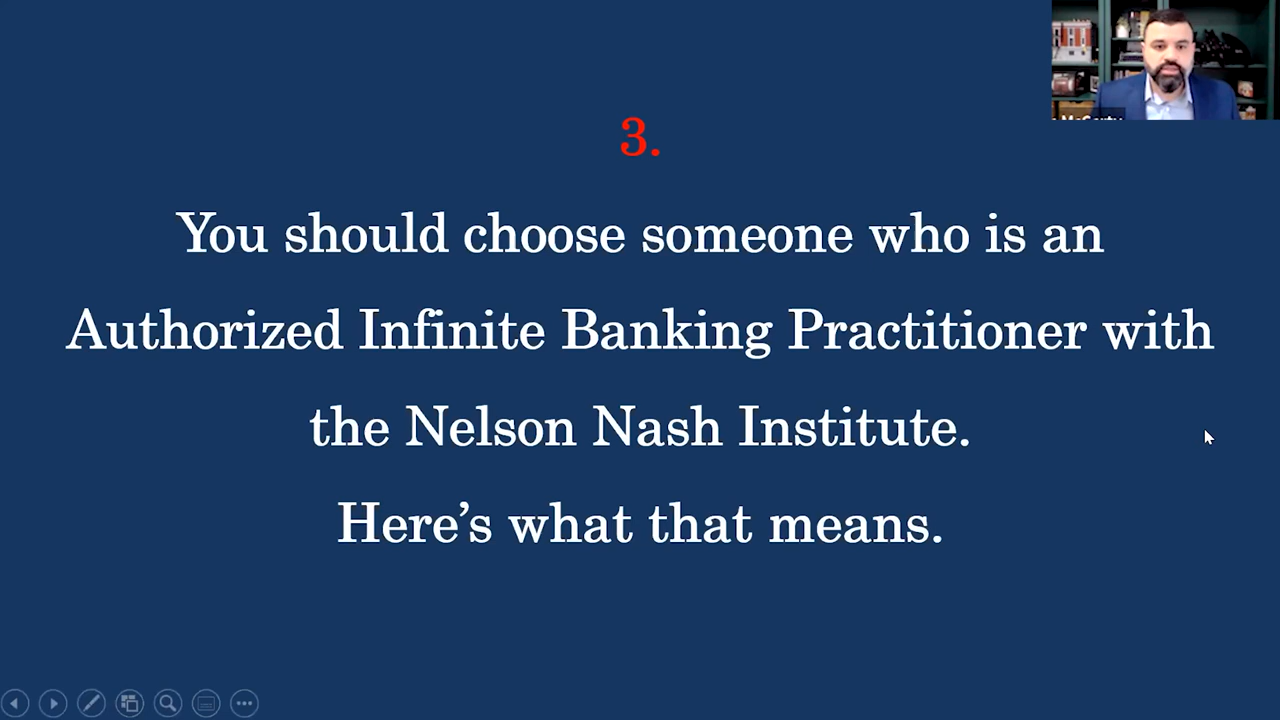 3.
You should choose someone who is an
Authorized Infinite Banking Practitioner with
the Nelson Nash Institute.
Here’s what that means.